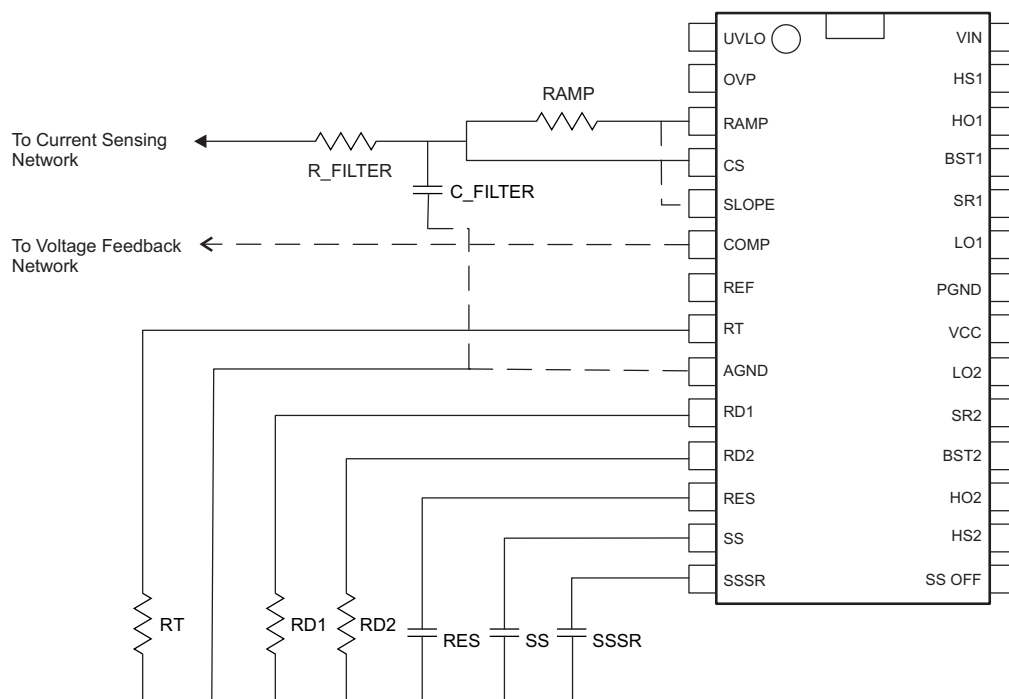 UVLO
VIN
OVP
HS1
RAMP
RAMP
HO1
To Current Sensing
Network
R_FILTER
CS
BST1
C_FILTER
SLOPE
SR1
To Voltage Feedback
Network
COMP
LO1
REF
PGND
RT
VCC
AGND
LO2
RD1
SR2
RD2
BST2
RES
HO2
SS
HS2
SSSR
SS OFF
RT
RD1
RD2
RES
SS
SSSR